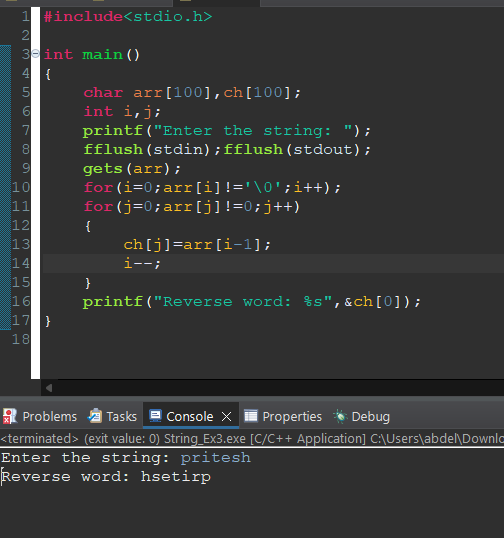 1 #include<stdio.h>
2
3 int main()
4 {
5     char arr[100],ch[100];
6     int i,j;
7     printf("Enter the string: ");
8     fflush(stdin);fflush(stdout);
9     gets(arr);
10     for(i=0;arr[i]!='\0';i++);
11     for(j=0;arr[j]!=0;j++)
12     {
13         ch[j]=arr[i-1];
14         i--;
15     }
16     printf("Reverse word: %s",&ch[0]);
17 }
18
Problems Tasks Console Properties Debug
<terminated> (exit value: 0) String_Ex3.exe [C/C++ Application] C:\Users\abdel\Downlo
Enter the string: pritesh
Reverse word: hsetirp